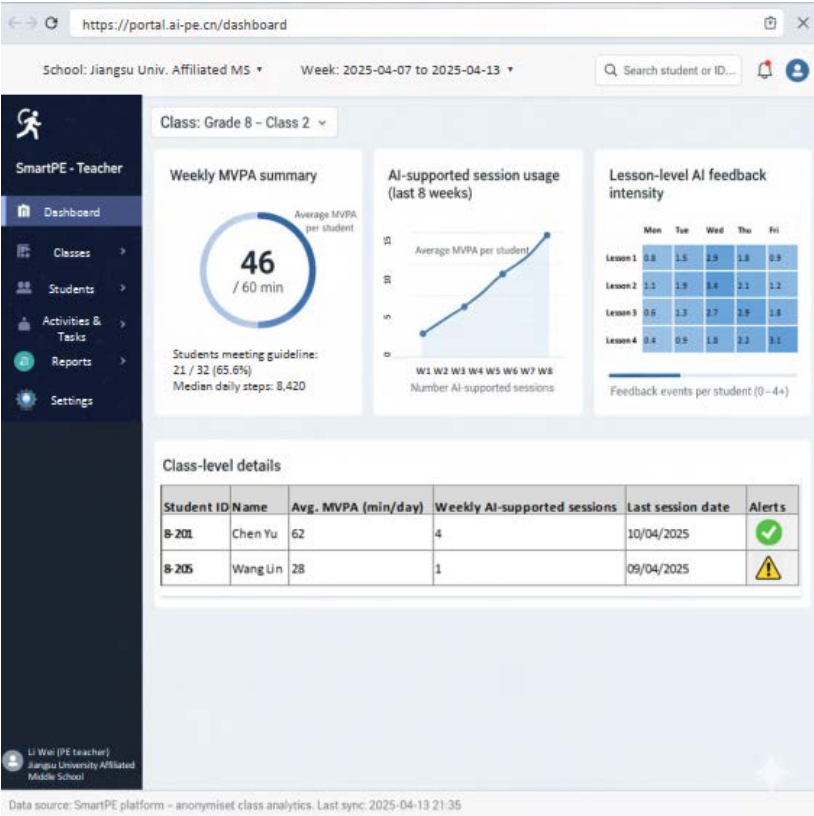 https://portal.ai-pe.cn/dashboard
School: Jiangsu Univ. Affiliated MS
Week: 2025-04-07 to 2025-04-13
Search student or ID...
SmartPE - Teacher
Dashboard
Classes
Students
Activities &
Tasks
Reports
Settings
Li Wei (PE teacher)
Jiangsu University Affiliated
Middle School
Class: Grade 8 – Class 2
Weekly MVPA summary
Average MVPA
per student
46
/ 60 min
Students meeting guideline:
21 / 32 (65.6%)
Median daily steps: 8,420
AI-supported session usage
(last 8 weeks)
Average MVPA per student
15
10
5
0
W1 W2 W3 W4 W5 W6 W7 W8
Number AI-supported sessions
Lesson-level AI feedback
intensity
Mon Tue Wed Thu Fri
Lesson 1 0.8 1.5 2.9 1.8 0.9
Lesson 2 1.1 1.9 3.4 2.1 1.2
Lesson 3 0.6 1.3 2.7 2.9 1.8
Lesson 4 0.4 0.9 1.8 2.2 3.1
Feedback events per student (0–4+)
Class-level details
Student ID Name Avg. MVPA (min/day) Weekly AI-supported sessions Last session date Alerts
8-201 Chen Yu 62 4 10/04/2025
8-205 Wang Lin 28 1 09/04/2025
Data source: SmartPE platform – anonymiset class analytics. Last sync: 2025-04-13 21:35